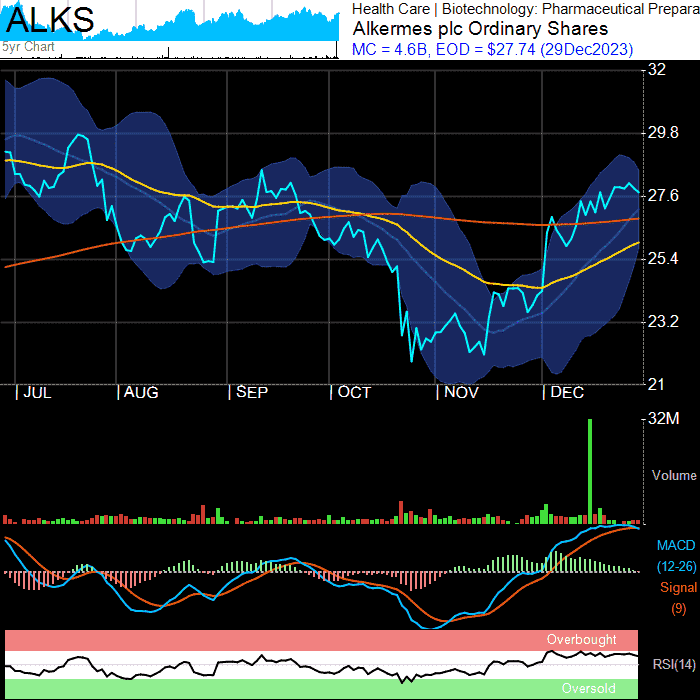 ALKS
5yr Chart
Health Care | Biotechnology: Pharmaceutical Prepara
Alkermes plc Ordinary Shares
MC = 4.6B, EOD = $27.74 (29Dec2023)
32
29.8
27.6
25.4
23.2
21
| JUL | AUG | SEP | OCT | NOV | DEC
32M
Volume
MACD
(12-26)
Signal
(9)
Overbought
RSI(14)
Oversold